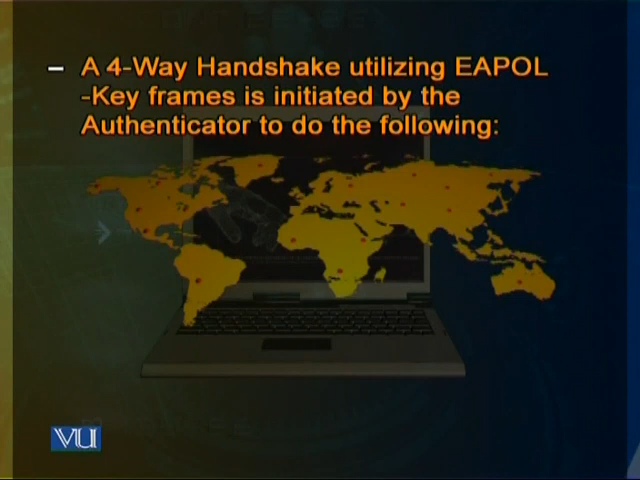 – A 4-Way Handshake utilizing EAPOL
-Key frames is initiated by the
Authenticator to do the following:
VU